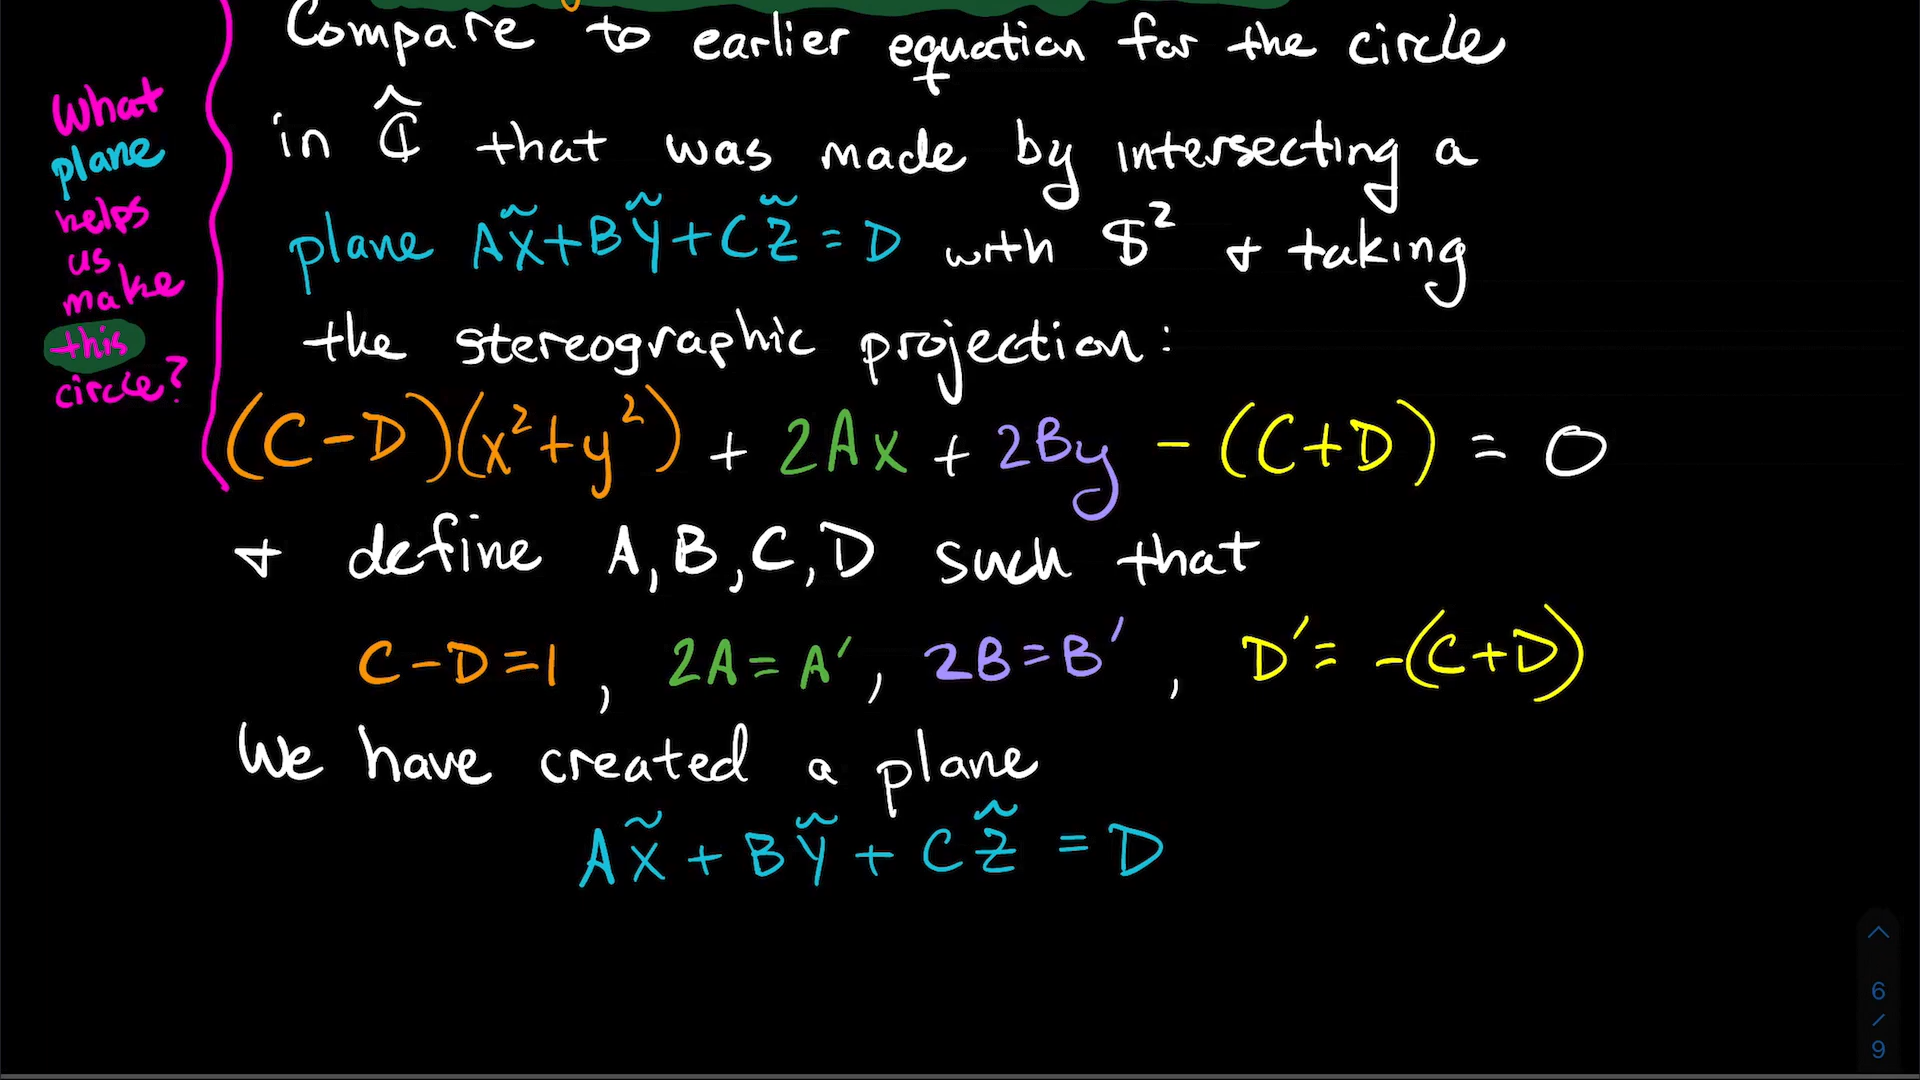 Compare to earlier equation for the circle
in Ĉ that was made by intersecting a
plane Ax̃+Bỹ+Cz̃ = D with S² & taking
the stereographic projection:
(C-D)(x²+y²) + 2Ax + 2By - (C+D) = 0
& define A, B, C, D such that
C-D=1, 2A=A′, 2B=B′, D′= -(C+D)
We have created a plane
Ax̃ + Bỹ + Cz̃ = D
What
plane
helps
us
make
this
circle?
6
/
9